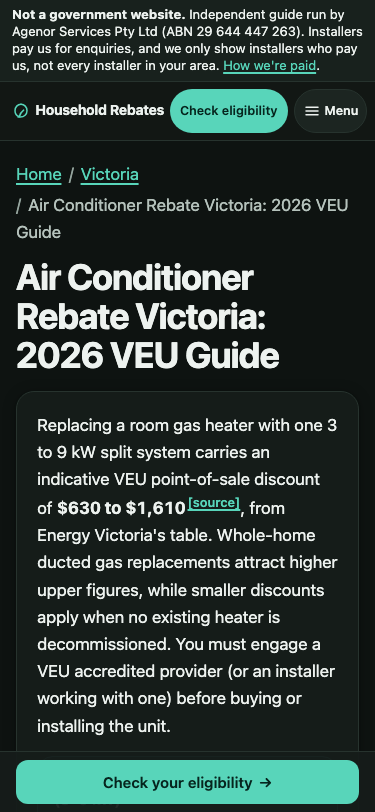 Not a government website. Independent guide run by
Agenor Services Pty Ltd (ABN 29 644 447 263). Installers
pay us for enquiries, and we only show installers who pay
us, not every installer in your area. How we're paid.
Household Rebates
Check eligibility
Menu
Home / Victoria
/ Air Conditioner Rebate Victoria: 2026 VEU
Guide
Air Conditioner
Rebate Victoria:
2026 VEU Guide
Replacing a room gas heater with one 3
to 9 kW split system carries an
indicative VEU point-of-sale discount
of $630 to $1,610 [source], from
Energy Victoria's table. Whole-home
ducted gas replacements attract higher
upper figures, while smaller discounts
apply when no existing heater is
decommissioned. You must engage a
VEU accredited provider (or an installer
working with one) before buying or
installing the unit.
Check your eligibility →